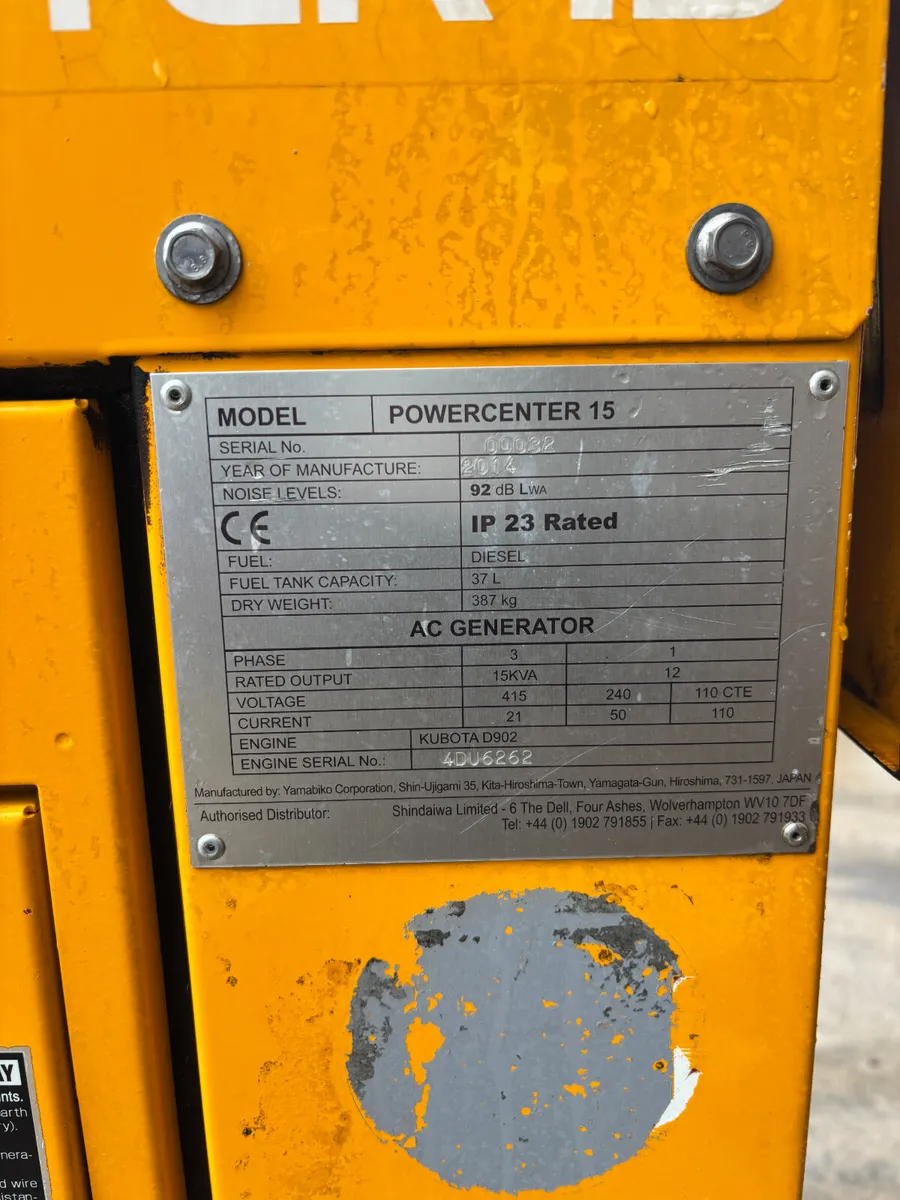 MODEL POWERCENTER 15
SERIAL No. 00032
YEAR OF MANUFACTURE: 2014
NOISE LEVELS: 92 dB LWA
CE IP 23 Rated
FUEL: DIESEL
FUEL TANK CAPACITY: 37 L
DRY WEIGHT: 387 kg
AC GENERATOR
PHASE 3 1
RATED OUTPUT 15KVA 12
VOLTAGE 415 240 110 CTE
CURRENT 21 50 110
ENGINE KUBOTA D902
ENGINE SERIAL No.: 4DU6262
Manufactured by: Yamabiko Corporation, Shin-Ujigami 35, Kita-Hiroshima-Town, Yamagata-Gun, Hiroshima, 731-1597. JAPAN
Authorised Distributor: Shindaiwa Limited - 6 The Dell, Four Ashes, Wolverhampton WV10 7DF
Tel: +44 (0) 1902 791855 | Fax: +44 (0) 1902 791933
wire